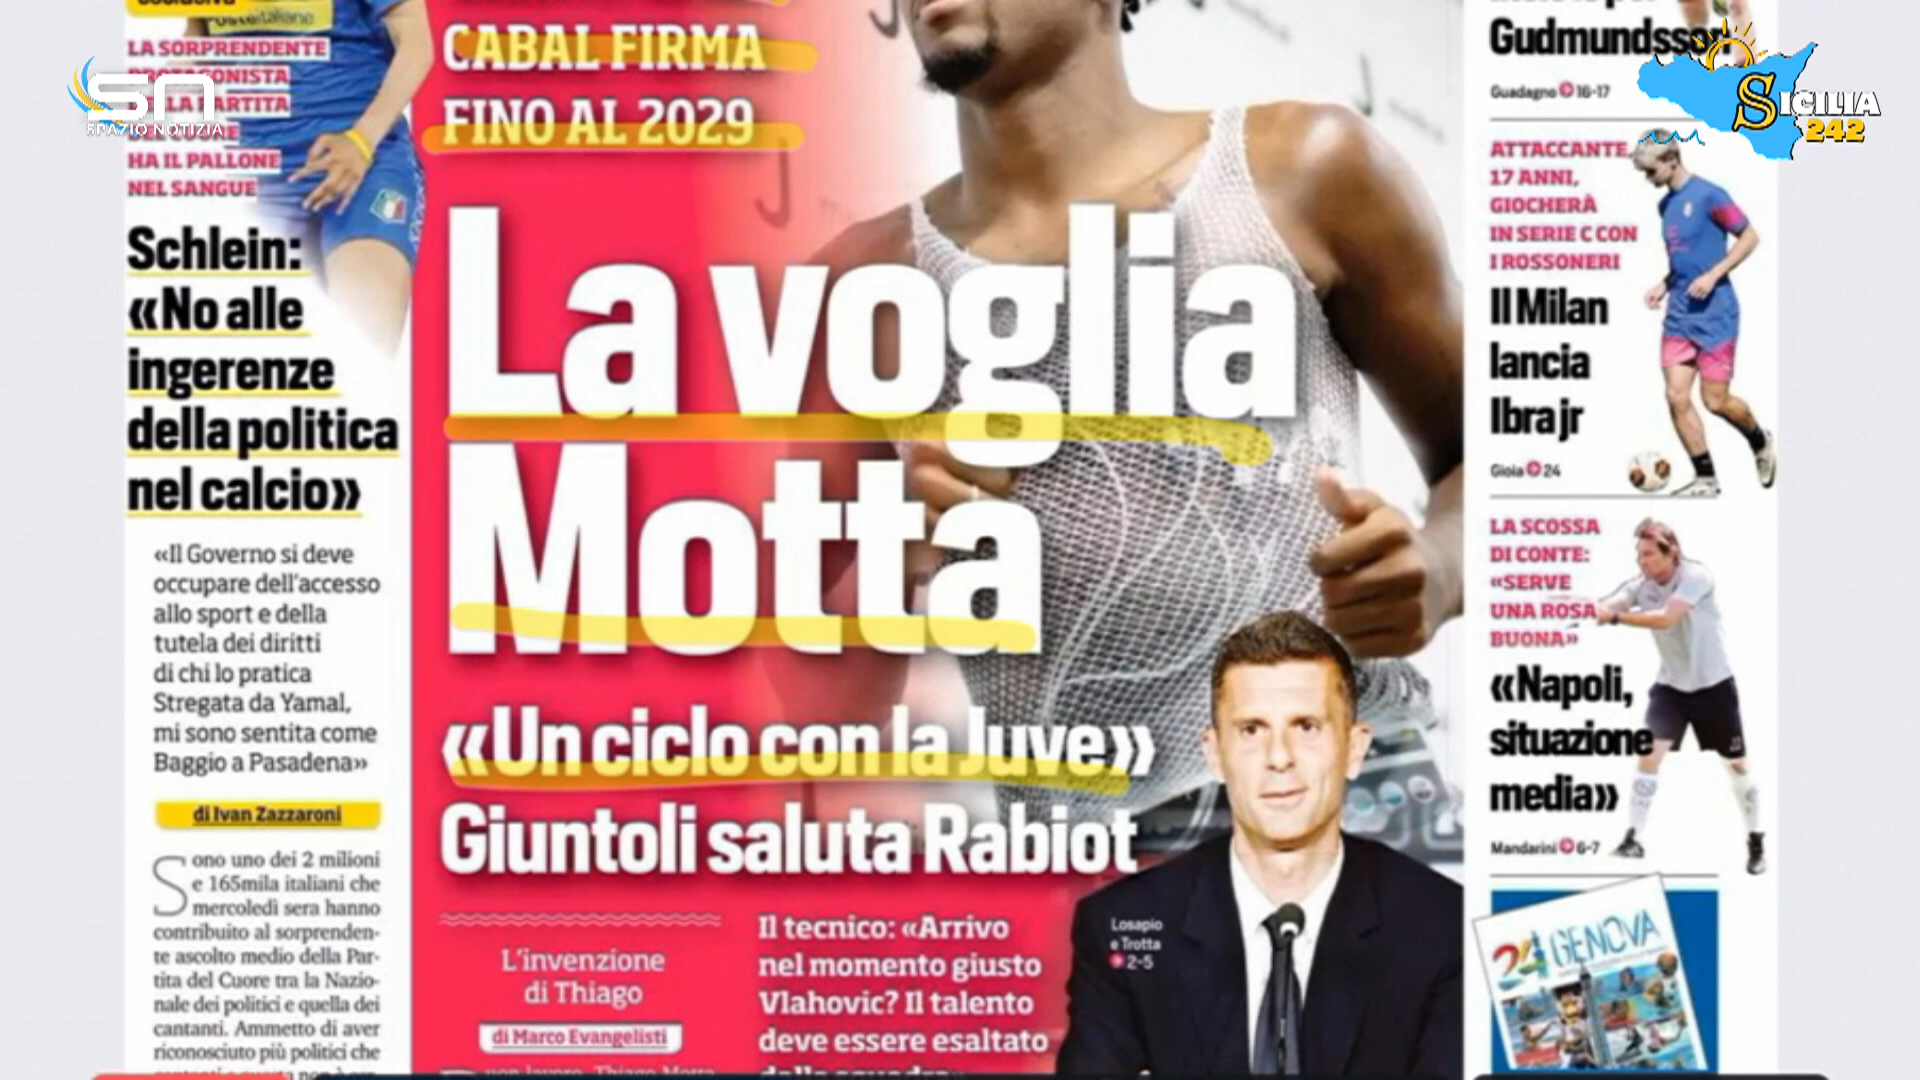 LA SORPRENDENTE
PROTAGONISTA
DELLA PARTITA
DEL CUORE
HA IL PALLONE
NEL SANGUE
Schlein:
«No alle
ingerenze
della politica
nel calcio»
«Il Governo si deve
occupare dell'accesso
allo sport e della
tutela dei diritti
di chi lo pratica
Stregata da Yamal,
mi sono sentita come
Baggio a Pasadena»
di Ivan Zazzaroni
Sono uno dei 2 milioni
e 165mila italiani che
mercoledì sera hanno
contribuito al sorprenden-
te ascolto medio della Par-
tita del Cuore tra la Nazio-
nale dei politici e quella dei
cantanti. Ammetto di aver
riconosciuto più politici che
CABAL FIRMA
FINO AL 2029
La voglia
Motta
«Un ciclo con la Juve»
Giuntoli saluta Rabiot
L'invenzione
di Thiago
di Marco Evangelisti
Il tecnico: «Arrivo
nel momento giusto
Vlahovic? Il talento
deve essere esaltato
Losapio
e Trotta
2-5
Gudmundsson
Guadagno 16-17
ATTACCANTE,
17 ANNI,
GIOCHERÀ
IN SERIE C CON
I ROSSONERI
Il Milan
lancia
Ibra jr
Gioia 24
LA SCOSSA
DI CONTE:
«SERVE
UNA ROSA
BUONA»
«Napoli,
situazione
media»
Mandarini 6-7
24 GENOVA
SN
SPAZIO NOTIZIA
SICILIA
242